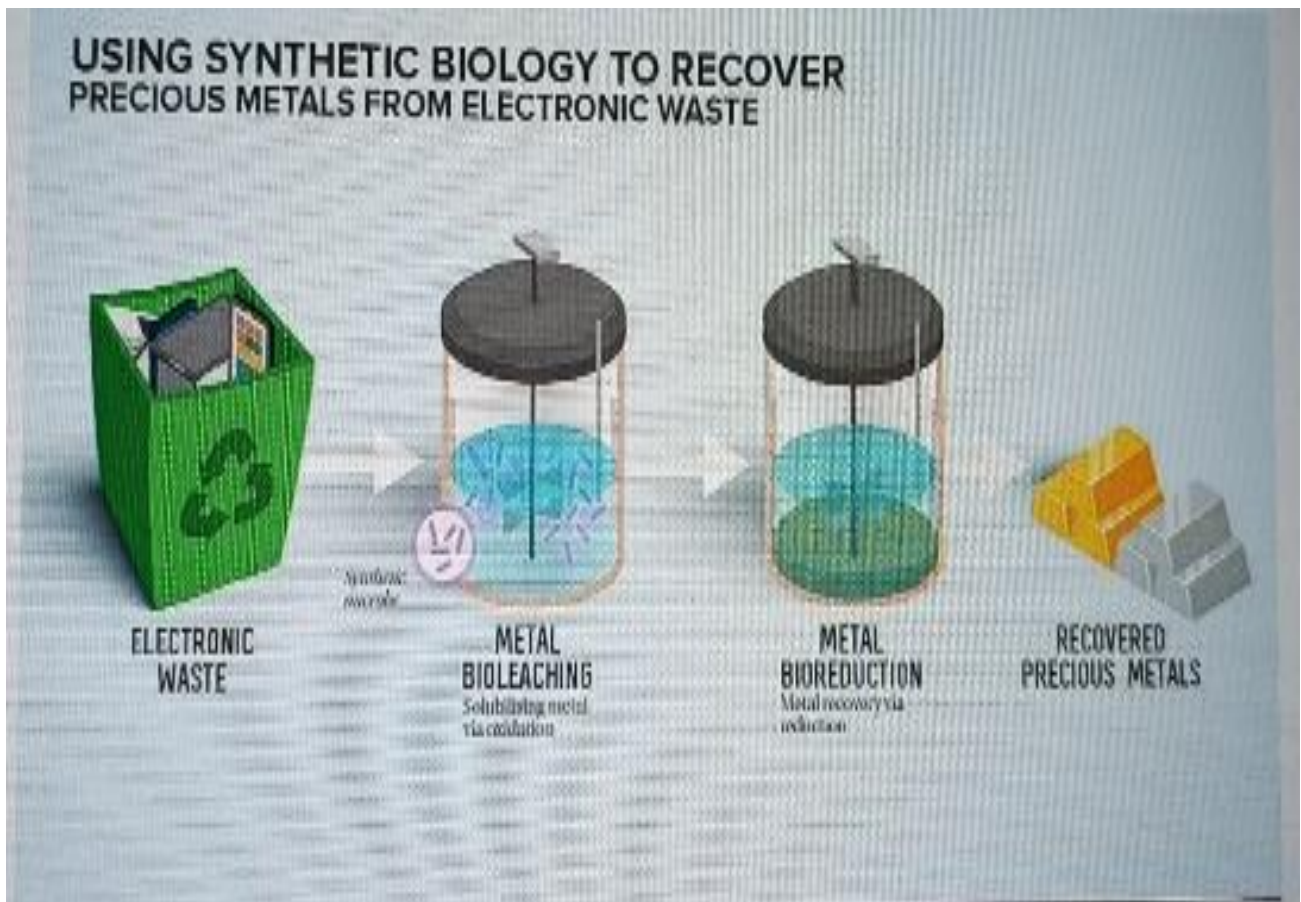 USING SYNTHETIC BIOLOGY TO RECOVER
PRECIOUS METALS FROM ELECTRONIC WASTE
Synthetic
microbe
ELECTRONIC
WASTE
METAL
BIOLEACHING
Solubilising metal
via oxidation
METAL
BIOREDUCTION
Metal recovery via
reduction
RECOVERED
PRECIOUS METALS